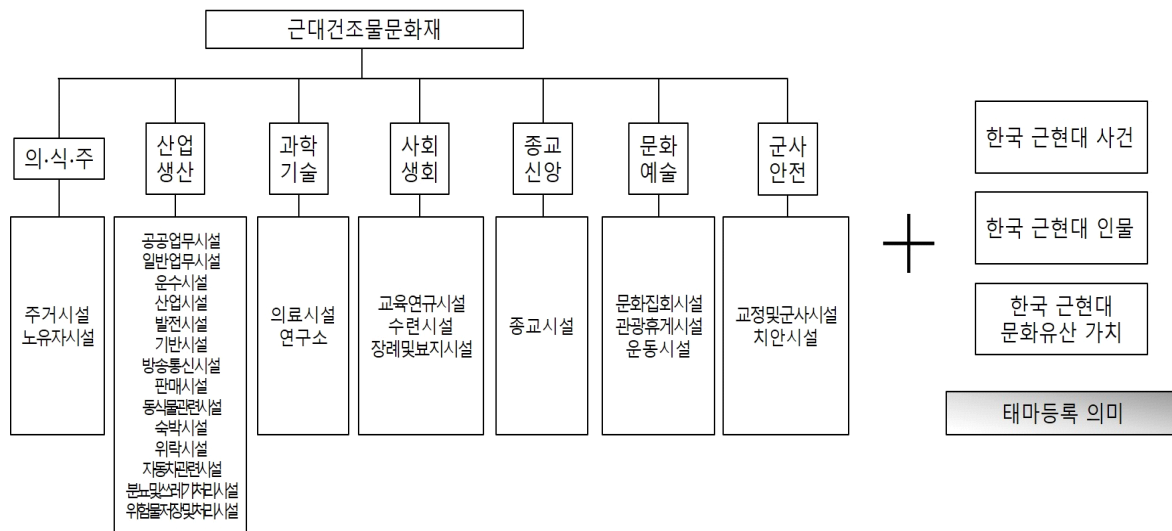 근대건조물문화재
의·식·주
산업
생산
과학
기술
사회
생회
종교
신앙
문화
예술
군사
안전
주거시설
노유자시설
공공업무시설
일반업무시설
운수시설
산업시설
발전시설
기반시설
방송통신시설
판매시설
동식물관련시설
숙박시설
위락시설
자동차관련시설
분뇨및쓰레기처리시설
위험물저장및처리시설
의료시설
연구소
교육연규시설
수련시설
장례및묘지시설
종교시설
문화집회시설
관광휴게시설
운동시설
교정및군사시설
치안시설
한국 근현대 사건
한국 근현대 인물
한국 근현대
문화유산 가치
태마등록 의미